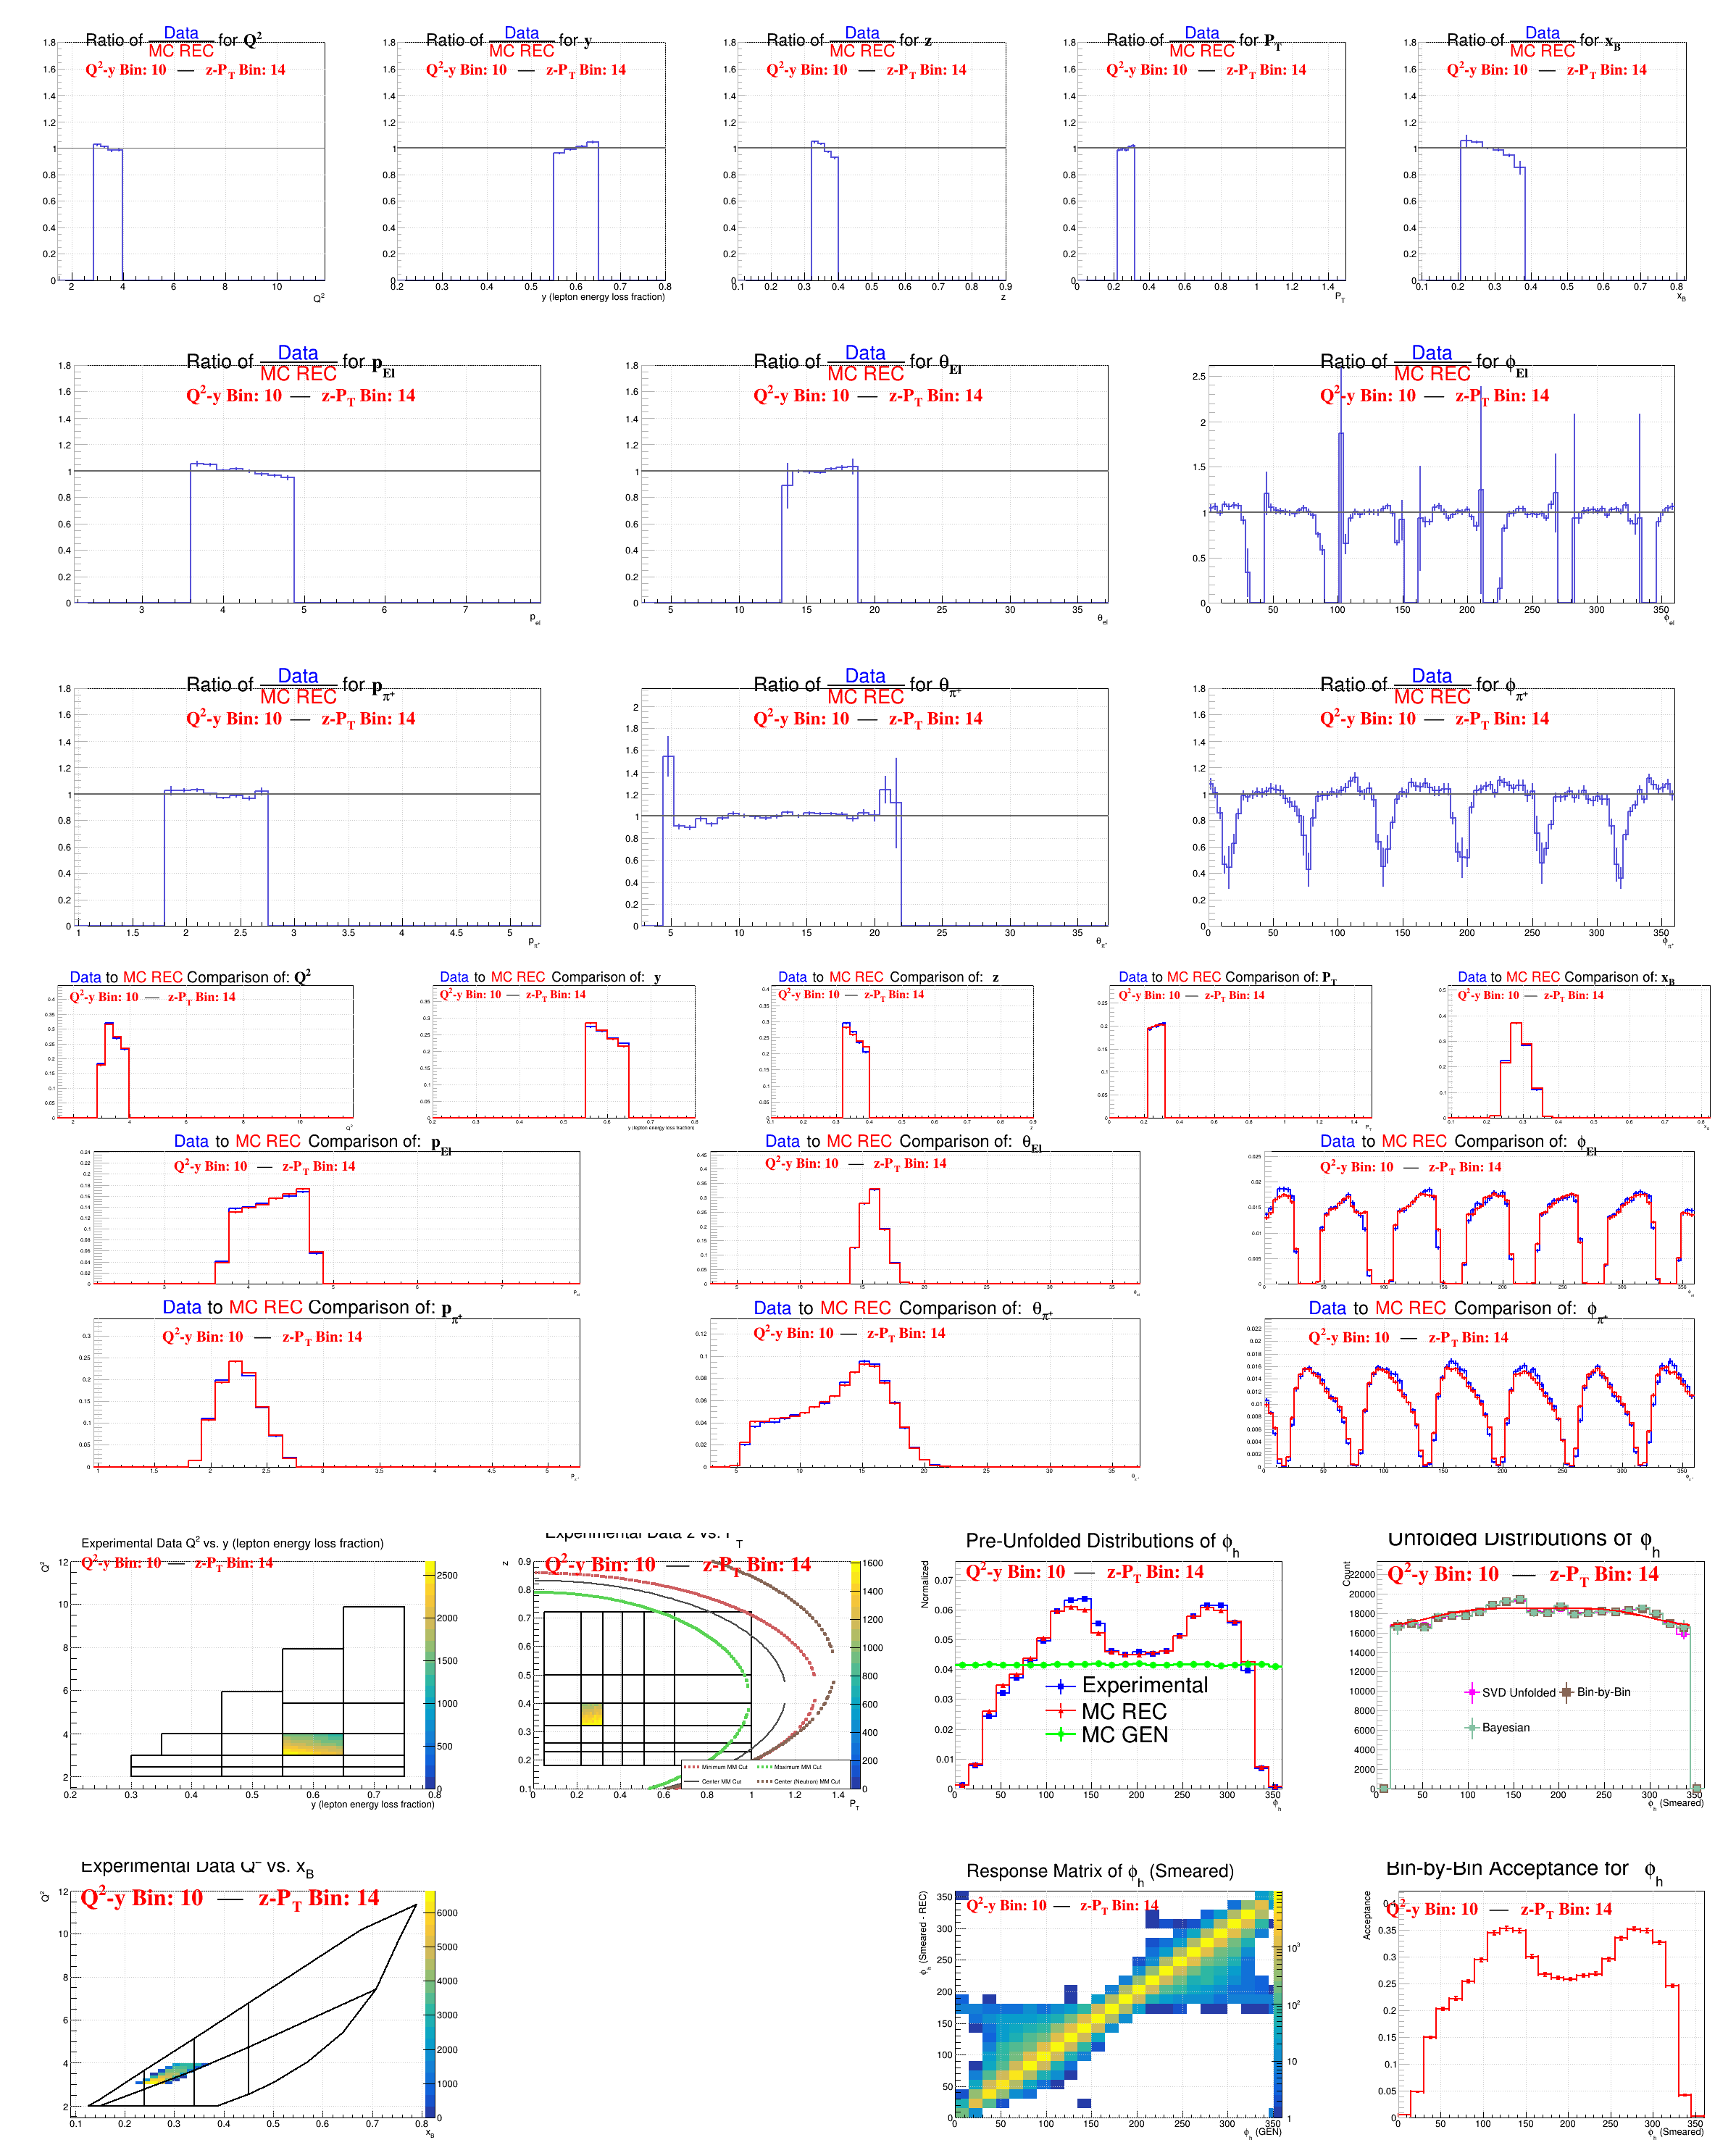 Ratio of Data/MC REC for Q²
Q²-y Bin: 10 — z-P_T Bin: 14
Q²
Ratio of Data/MC REC for y
Q²-y Bin: 10 — z-P_T Bin: 14
y (lepton energy loss fraction)
Ratio of Data/MC REC for z
Q²-y Bin: 10 — z-P_T Bin: 14
z
Ratio of Data/MC REC for P_T
Q²-y Bin: 10 — z-P_T Bin: 14
P_T
Ratio of Data/MC REC for x_B
Q²-y Bin: 10 — z-P_T Bin: 14
x_B
Ratio of Data/MC REC for p_El
Q²-y Bin: 10 — z-P_T Bin: 14
p_el
Ratio of Data/MC REC for θ_El
Q²-y Bin: 10 — z-P_T Bin: 14
θ_el
Ratio of Data/MC REC for ϕ_El
Q²-y Bin: 10 — z-P_T Bin: 14
ϕ_el
Ratio of Data/MC REC for p_π⁺
Q²-y Bin: 10 — z-P_T Bin: 14
p_π⁺
Ratio of Data/MC REC for θ_π⁺
Q²-y Bin: 10 — z-P_T Bin: 14
θ_π⁺
Ratio of Data/MC REC for ϕ_π⁺
Q²-y Bin: 10 — z-P_T Bin: 14
ϕ_π⁺
Data to MC REC Comparison of: Q²
Q²-y Bin: 10 — z-P_T Bin: 14
Data to MC REC Comparison of: y
Q²-y Bin: 10 — z-P_T Bin: 14
y (lepton energy loss fraction)
Data to MC REC Comparison of: z
Q²-y Bin: 10 — z-P_T Bin: 14
Data to MC REC Comparison of: P_T
Q²-y Bin: 10 — z-P_T Bin: 14
Data to MC REC Comparison of: x_B
Q²-y Bin: 10 — z-P_T Bin: 14
Data to MC REC Comparison of: p_El
Q²-y Bin: 10 — z-P_T Bin: 14
Data to MC REC Comparison of: θ_El
Q²-y Bin: 10 — z-P_T Bin: 14
Data to MC REC Comparison of: ϕ_El
Q²-y Bin: 10 — z-P_T Bin: 14
Data to MC REC Comparison of: p_π⁺
Q²-y Bin: 10 — z-P_T Bin: 14
Data to MC REC Comparison of: θ_π⁺
Q²-y Bin: 10 — z-P_T Bin: 14
Data to MC REC Comparison of: ϕ_π⁺
Q²-y Bin: 10 — z-P_T Bin: 14
Experimental Data Q² vs. y (lepton energy loss fraction)
Q²-y Bin: 10 — z-P_T Bin: 14
Q²
y (lepton energy loss fraction)
Experimental Data z vs. P_T
Q²-y Bin: 10 — z-P_T Bin: 14
z
Minimum MM Cut
Maximum MM Cut
Center MM Cut
Center (Neutron) MM Cut
P_T
Pre-Unfolded Distributions of ϕ_h
Q²-y Bin: 10 — z-P_T Bin: 14
Normalized
Experimental
MC REC
MC GEN
ϕ_h
Unfolded Distributions of ϕ_h
Q²-y Bin: 10 — z-P_T Bin: 14
Count
SVD Unfolded
Bin-by-Bin
Bayesian
ϕ_h (Smeared)
Experimental Data Q² vs. x_B
Q²-y Bin: 10 — z-P_T Bin: 14
Q²
x_B
Response Matrix of ϕ_h (Smeared)
Q²-y Bin: 10 — z-P_T Bin: 14
ϕ_h (Smeared - REC)
ϕ_h (GEN)
Bin-by-Bin Acceptance for ϕ_h
Q²-y Bin: 10 — z-P_T Bin: 14
Acceptance
ϕ_h (Smeared)